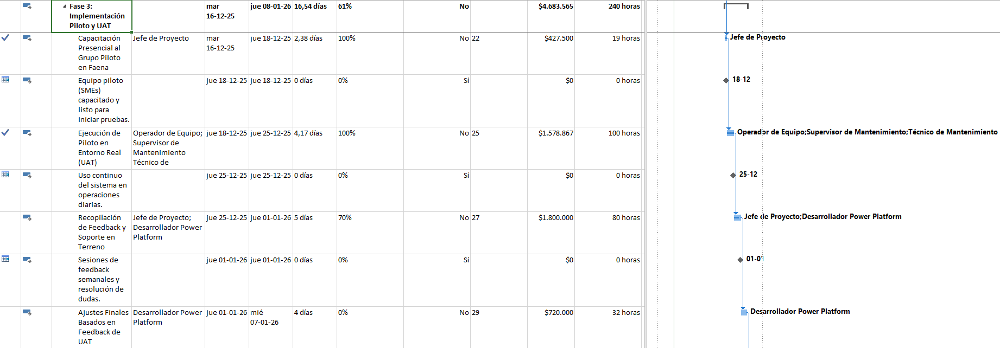 Fase 3: Implementación Piloto y UAT mar 16-12-25 jue 08-01-26 16,54 días 61% No $4.683.565 240 horas
Capacitación Presencial al Grupo Piloto en Faena Jefe de Proyecto mar 16-12-25 jue 18-12-25 2,38 días 100% No 22 $427.500 19 horas Jefe de Proyecto
Equipo piloto (SMEs) capacitado y listo para iniciar pruebas. jue 18-12-25 jue 18-12-25 0 días 0% Sí $0 0 horas 18-12
Ejecución de Piloto en Entorno Real (UAT) Operador de Equipo; Supervisor de Mantenimiento Técnico de jue 18-12-25 jue 25-12-25 4,17 días 100% No 25 $1.578.867 100 horas Operador de Equipo;Supervisor de Mantenimiento;Técnico de Mantenimiento
Uso continuo del sistema en operaciones diarias. jue 25-12-25 jue 25-12-25 0 días 0% Sí $0 0 horas 25-12
Recopilación de Feedback y Soporte en Terreno Jefe de Proyecto; Desarrollador Power Platform jue 25-12-25 jue 01-01-26 5 días 70% No 27 $1.800.000 80 horas Jefe de Proyecto;Desarrollador Power Platform
Sesiones de feedback semanales y resolución de dudas. jue 01-01-26 jue 01-01-26 0 días 0% Sí $0 0 horas 01-01
Ajustes Finales Basados en Feedback de UAT Desarrollador Power Platform jue 01-01-26 mié 07-01-26 4 días 0% No 29 $720.000 32 horas Desarrollador Power Platform